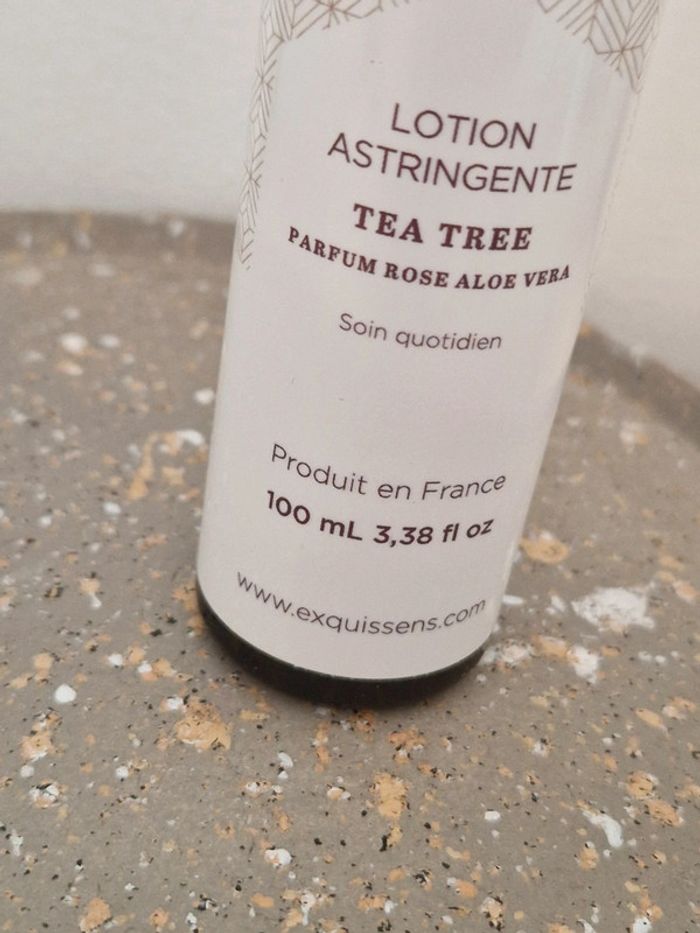 LOTION
ASTRINGENTE
TEA TREE
PARFUM ROSE ALOE VERA
Soin quotidien
Produit en France
100 mL 3,38 fl oz
www.exquissens.com